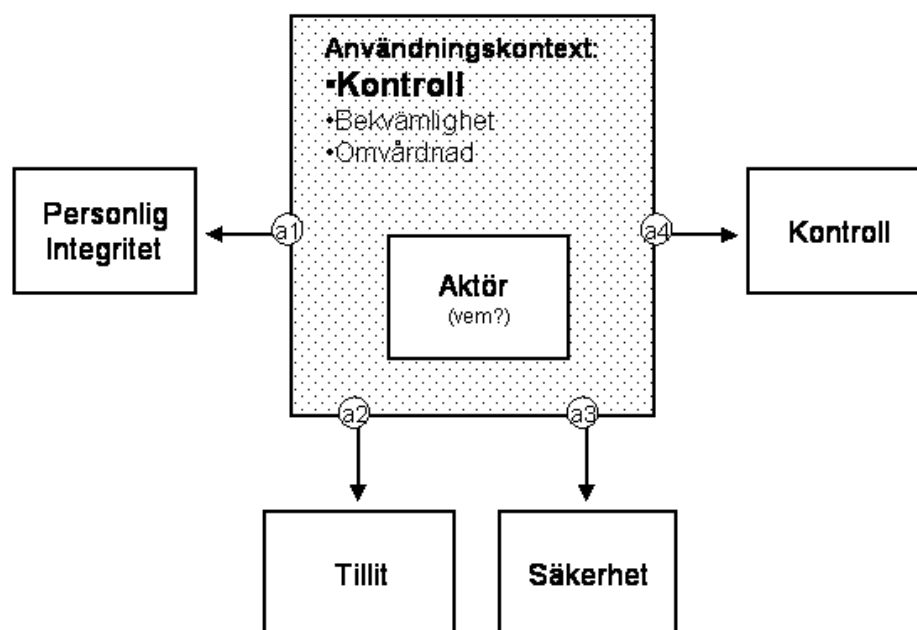 Användningskontext:
▪Kontroll
•Bekvämlighet
•Omvårdnad
Personlig
Integritet
a1
a4
Kontroll
Aktör
(vem?)
a2
a3
Tillit
Säkerhet